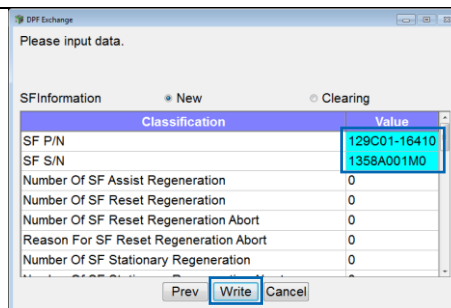 DPF Exchange
Please input data.
SFInformation New Clearing
Classification Value
SF P/N 129C01-16410
SF S/N 1358A001M0
Number Of SF Assist Regeneration 0
Number Of SF Reset Regeneration 0
Number Of SF Reset Regeneration Abort 0
Reason For SF Reset Regeneration Abort 0
Number Of SF Stationary Regeneration 0
Prev Write Cancel